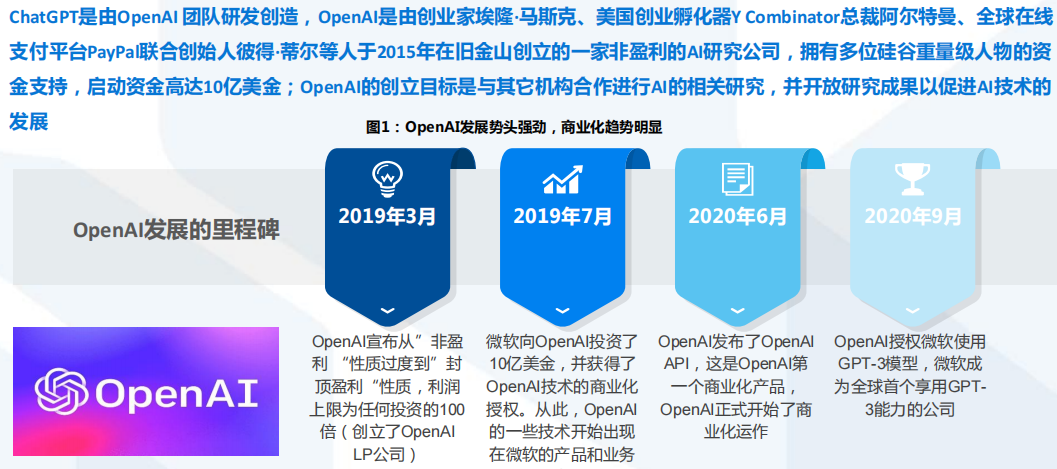 ChatGPT是由OpenAI 团队研发创造，OpenAI是由创业家埃隆·马斯克、美国创业孵化器Y Combinator总裁阿尔特曼、全球在线
支付平台PayPal联合创始人彼得·蒂尔等人于2015年在旧金山创立的一家非盈利的AI研究公司，拥有多位硅谷重量级人物的资
金支持，启动资金高达10亿美金；OpenAI的创立目标是与其它机构合作进行AI的相关研究，并开放研究成果以促进AI技术的
发展
图1：OpenAI发展势头强劲，商业化趋势明显
OpenAI发展的里程碑
2019年3月
2019年7月
2020年6月
2020年9月
OpenAI
OpenAI宣布从”非盈
利 “性质过度到”封
顶盈利 “性质，利润
上限为任何投资的100
倍（创立了OpenAI
LP公司）
微软向OpenAI投资了
10亿美金，并获得了
OpenAI技术的商业化
授权。从此，OpenAI
的一些技术开始出现
在微软的产品和业务
OpenAI发布了OpenAI
API，这是OpenAI第
一个商业化产品，
OpenAI正式开始了商
业化运作
OpenAI授权微软使用
GPT-3模型，微软成
为全球首个享用GPT-
3能力的公司